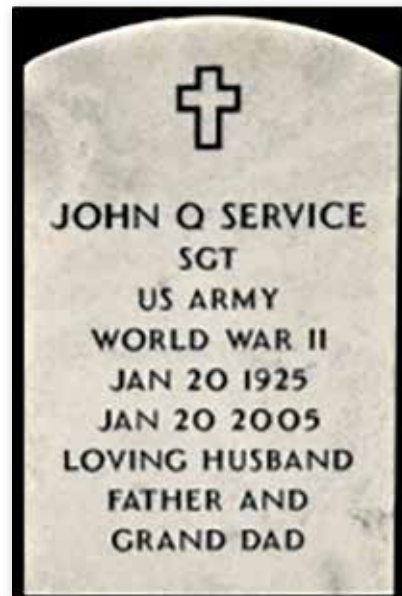 JOHN Q SERVICE
SGT
US ARMY
WORLD WAR II
JAN 20 1925
JAN 20 2005
LOVING HUSBAND
FATHER AND
GRAND DAD